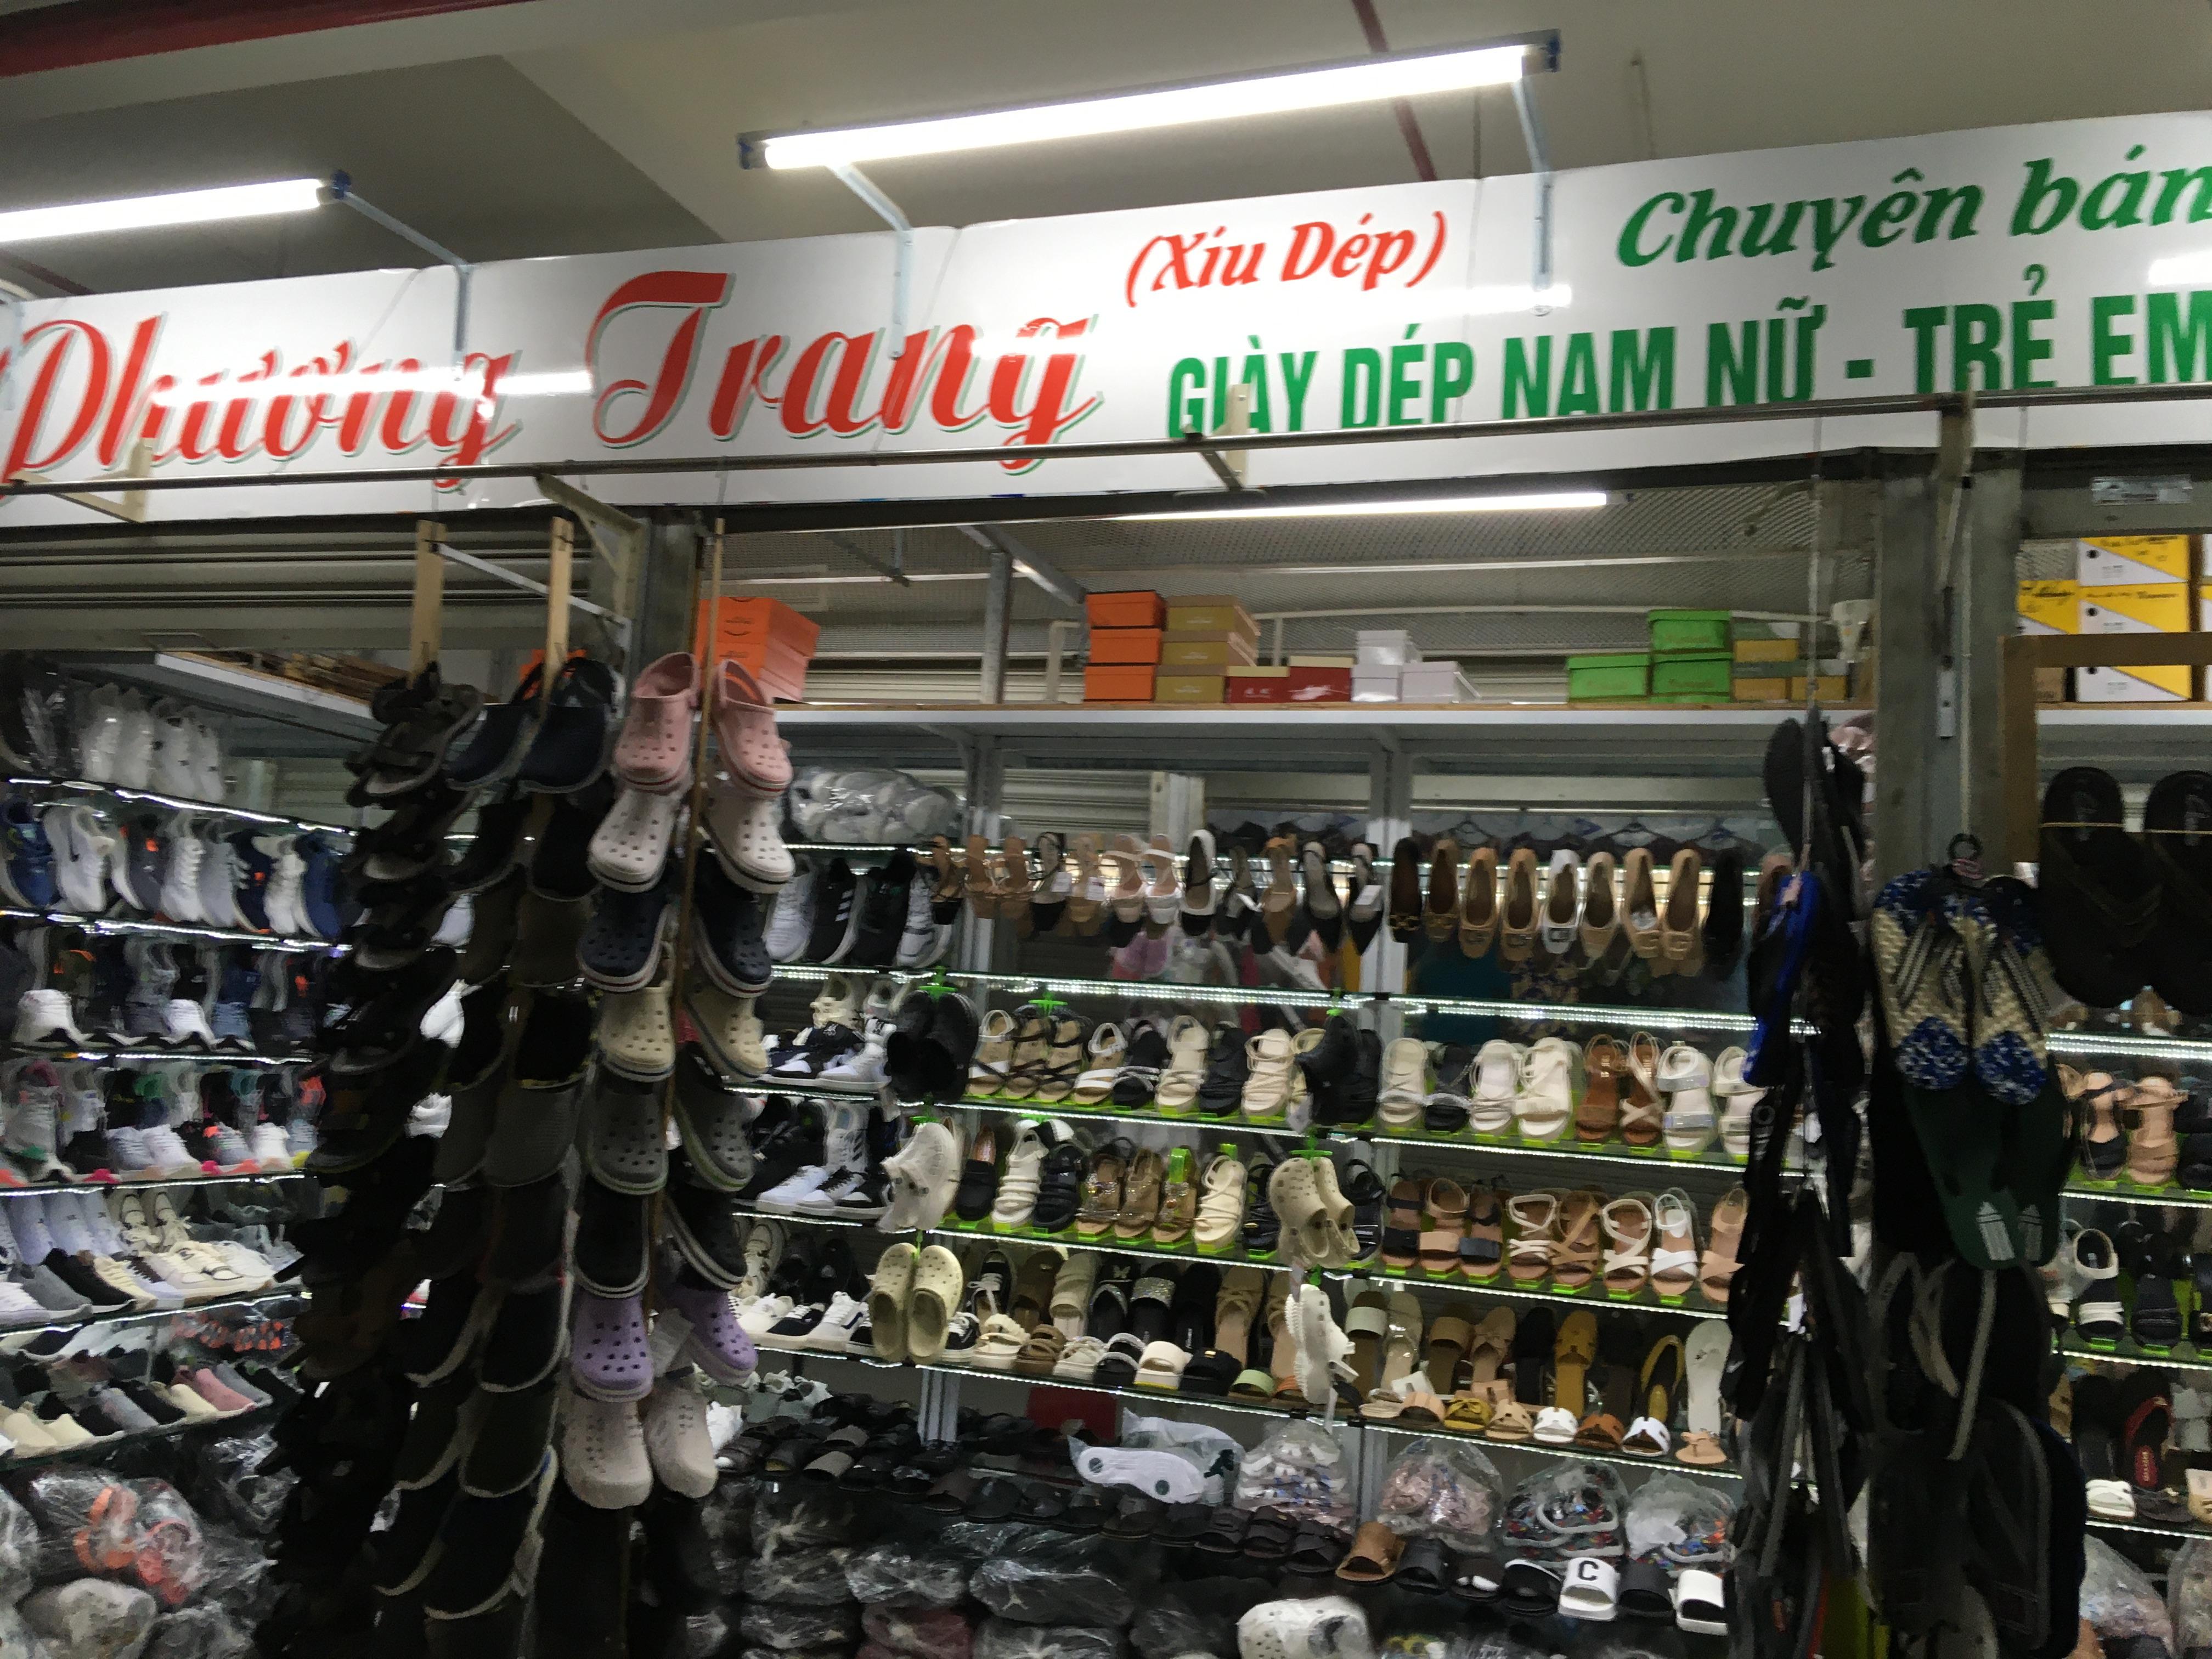 Phương Trang
(Xíu Dép)
Chuyên bán
GIÀY DÉP NAM NỮ - TRẺ EM
C